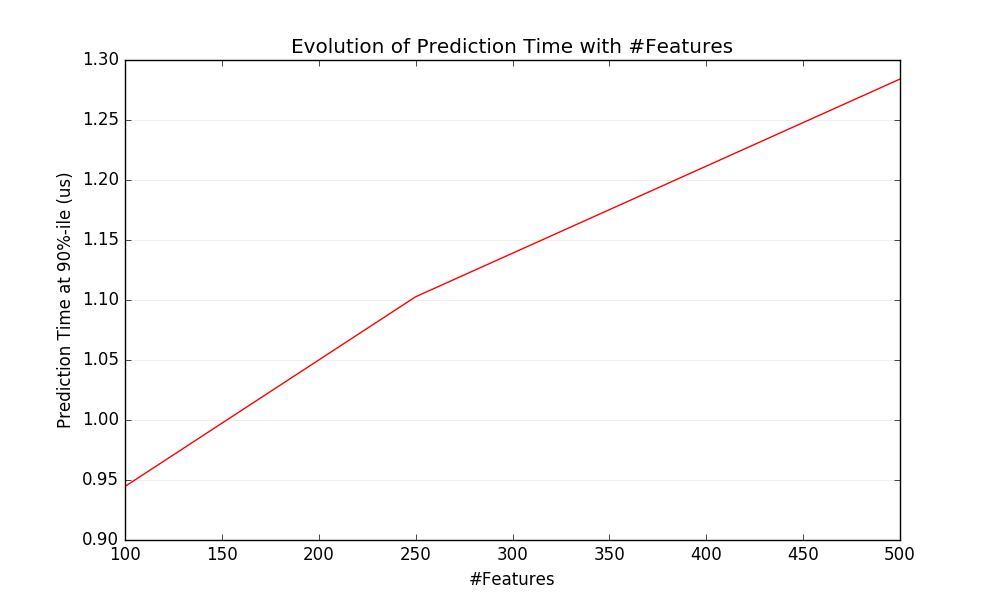 Evolution of Prediction Time with #Features
1.30
1.25
1.20
1.15
1.10
1.05
1.00
0.95
0.90
Prediction Time at 90%-ile (us)
100 150 200 250 300 350 400 450 500
#Features